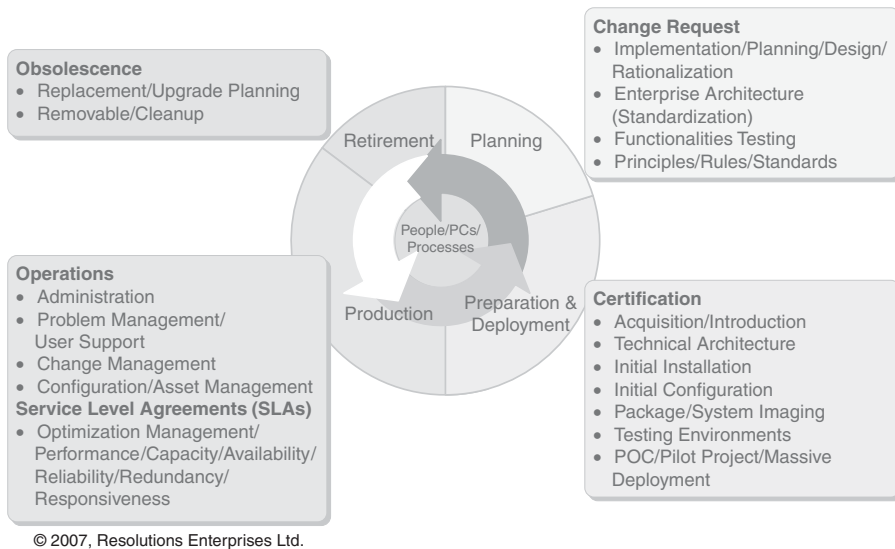 Obsolescence
• Replacement/Upgrade Planning
• Removable/Cleanup
Change Request
• Implementation/Planning/Design/
Rationalization
• Enterprise Architecture
(Standardization)
• Functionalities Testing
• Principles/Rules/Standards
Retirement
Planning
People/PCs/
Processes
Production
Preparation &
Deployment
Operations
• Administration
• Problem Management/
User Support
• Change Management
• Configuration/Asset Management
Service Level Agreements (SLAs)
• Optimization Management/
Performance/Capacity/Availability/
Reliability/Redundancy/
Responsiveness
Certification
• Acquisition/Introduction
• Technical Architecture
• Initial Installation
• Initial Configuration
• Package/System Imaging
• Testing Environments
• POC/Pilot Project/Massive
Deployment
© 2007, Resolutions Enterprises Ltd.